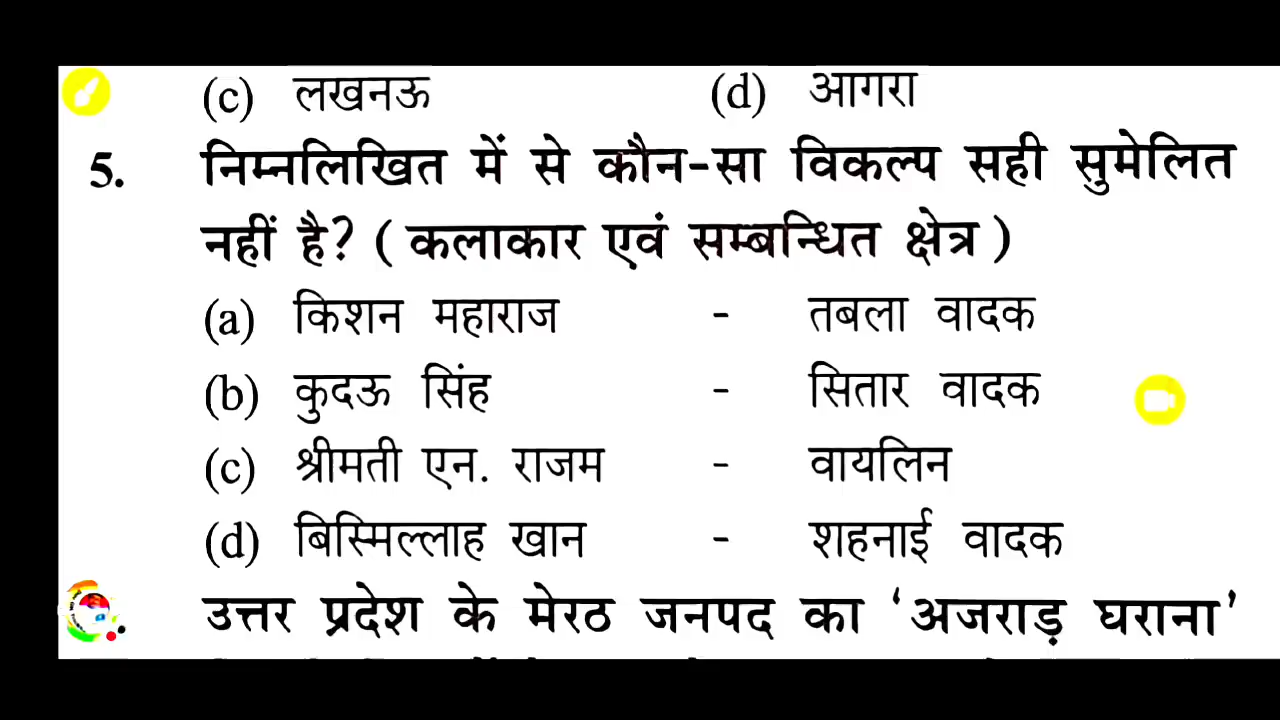 (c) लखनऊ (d) आगरा
5. निम्नलिखित में से कौन-सा विकल्प सही सुमेलित
नहीं है? ( कलाकार एवं सम्बन्धित क्षेत्र )
(a) किशन महाराज - तबला वादक
(b) कुदऊ सिंह - सितार वादक
(c) श्रीमती एन. राजम - वायलिन
(d) बिस्मिल्लाह खान - शहनाई वादक
उत्तर प्रदेश के मेरठ जनपद का ‘अजराड़ घराना’